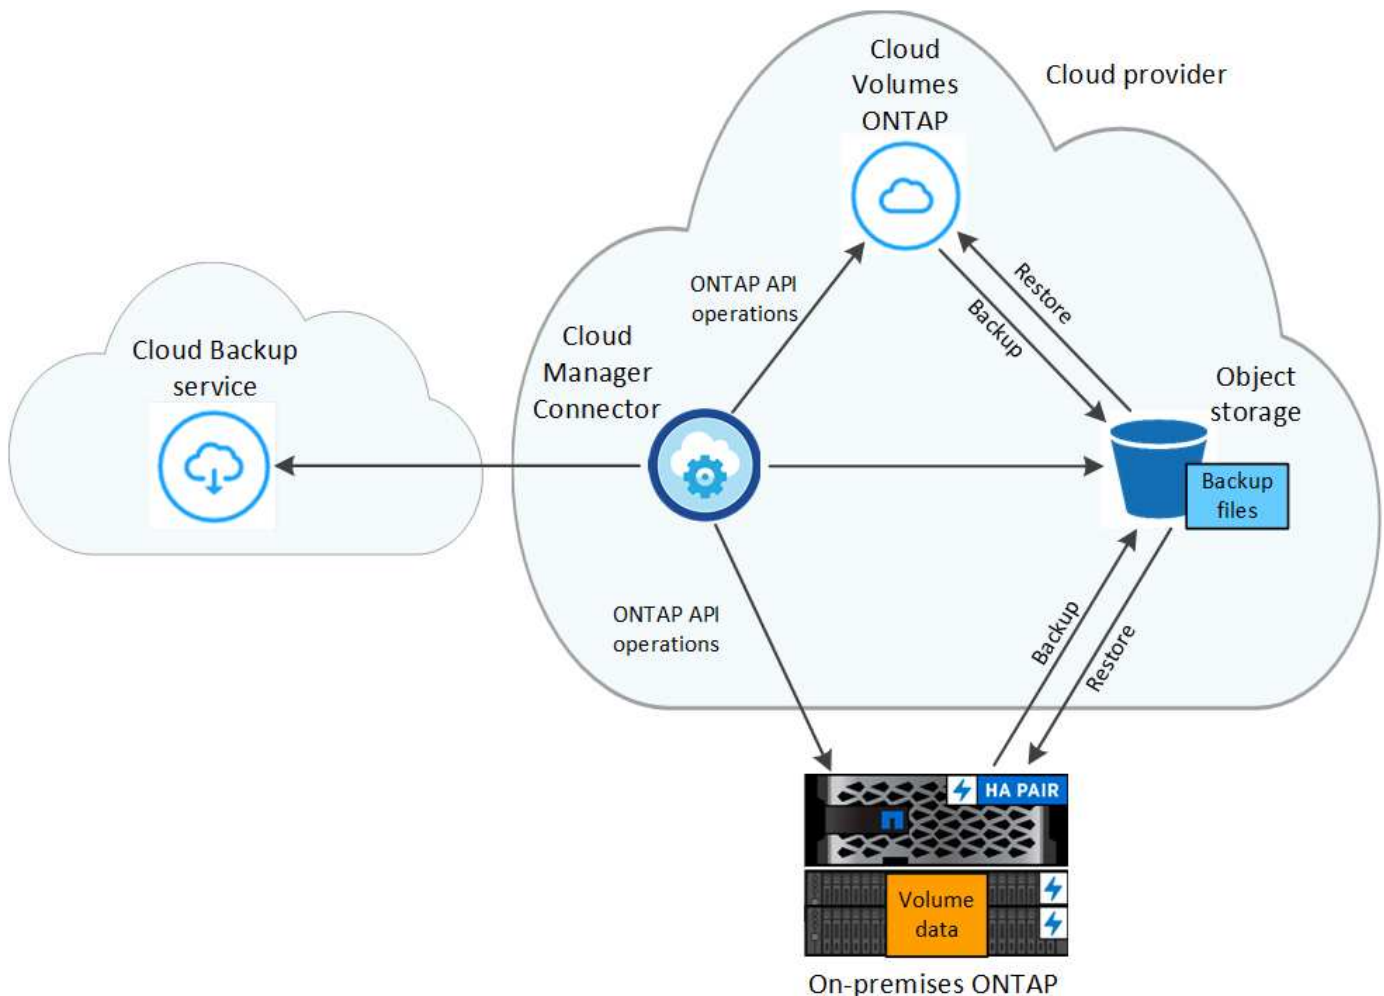 Cloud
Volumes
ONTAP
Cloud provider
ONTAP API
operations
Restore
Backup
Cloud
Manager
Connector
Cloud Backup
service
Object
storage
Backup
files
ONTAP API
operations
Backup
Restore
HA PAIR
Volume
data
On-premises ONTAP